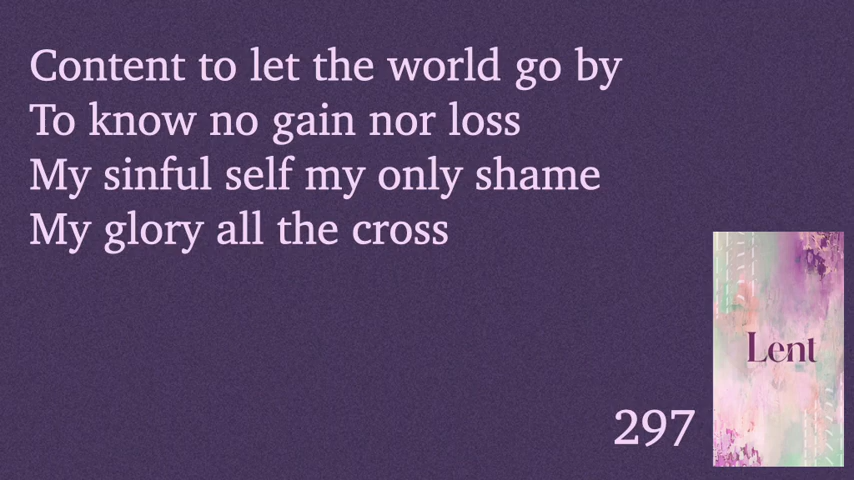 Content to let the world go by
To know no gain nor loss
My sinful self my only shame
My glory all the cross
Lent
297